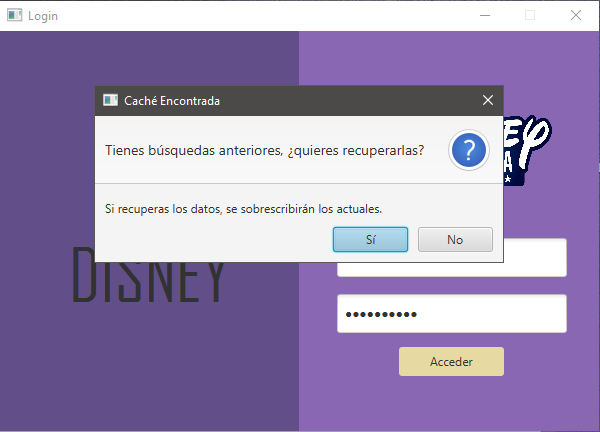 Login
Caché Encontrada
Tienes búsquedas anteriores, ¿quieres recuperarlas?
Si recuperas los datos, se sobrescribirán los actuales.
Sí
No
DISNEY
••••••••••
Acceder